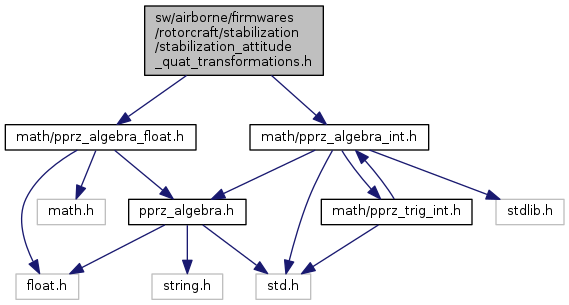 sw/airborne/firmwares
/rotorcraft/stabilization
/stabilization_attitude
_quat_transformations.h
math/pprz_algebra_float.h
math/pprz_algebra_int.h
math.h
pprz_algebra.h
math/pprz_trig_int.h
stdlib.h
float.h
string.h
std.h